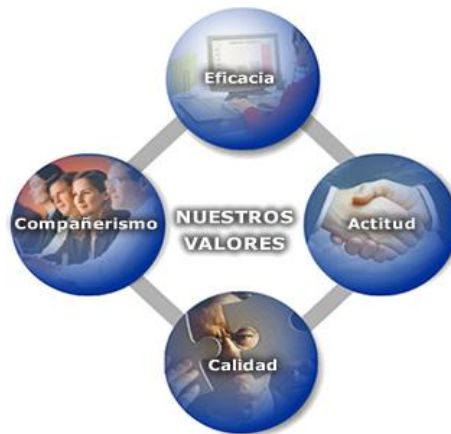 Eficacia
Compañerismo
NUESTROS
VALORES
Actitud
Calidad